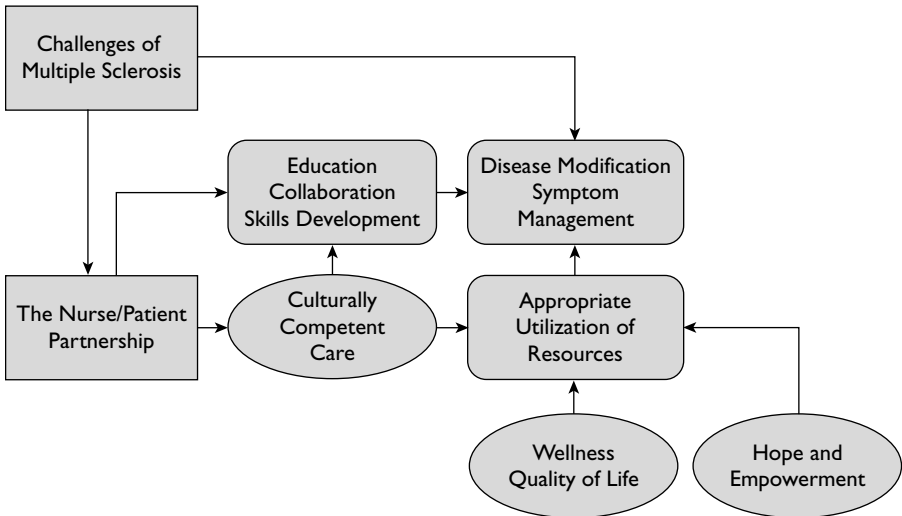 Challenges of
Multiple Sclerosis
Education
Collaboration
Skills Development
Disease Modification
Symptom
Management
The Nurse/Patient
Partnership
Culturally
Competent
Care
Appropriate
Utilization of
Resources
Wellness
Quality of Life
Hope and
Empowerment